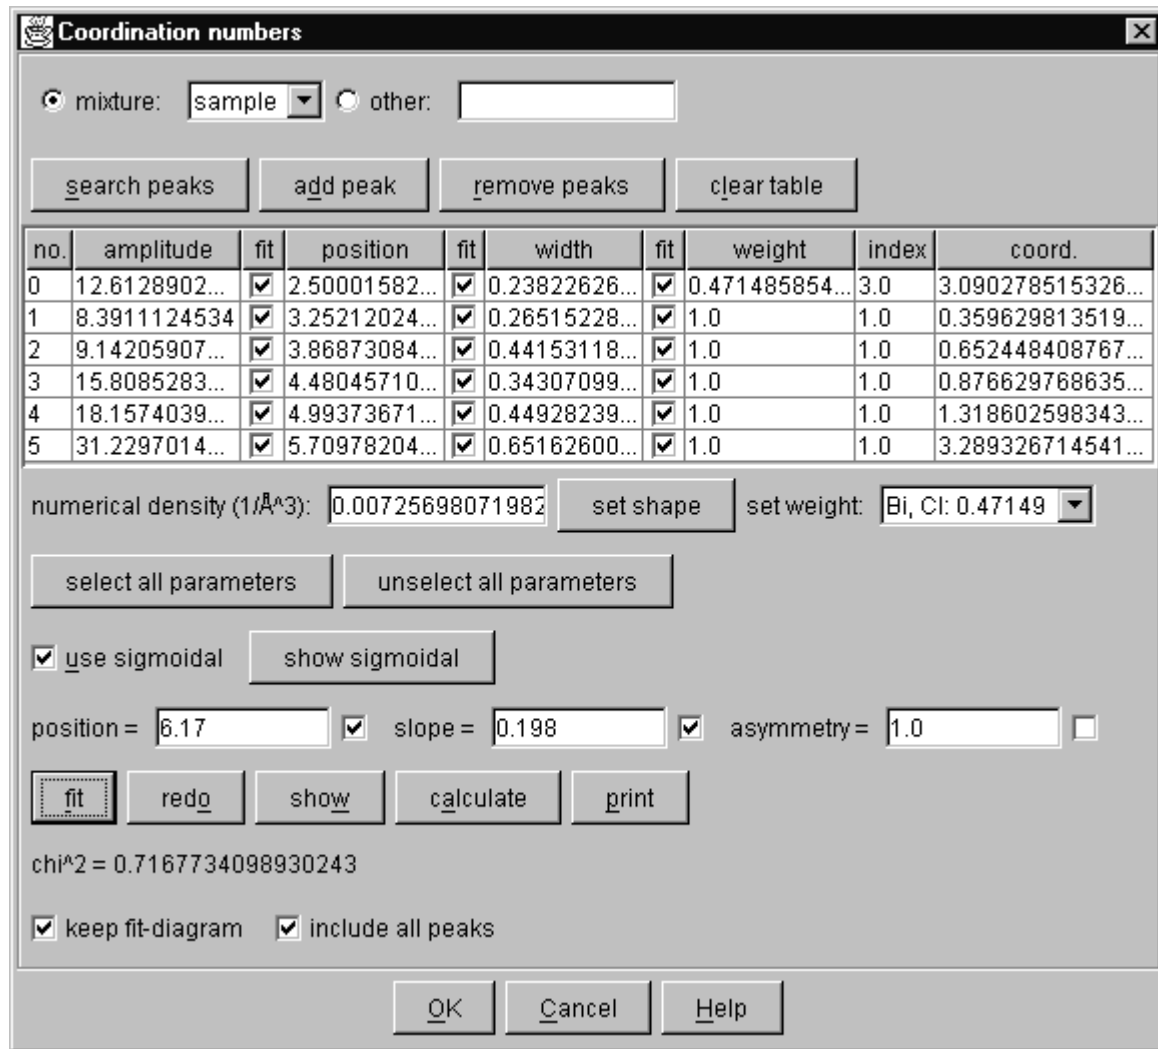 Coordination numbers
mixture: sample other:
search peaks add peak remove peaks clear table
no. amplitude fit position fit width fit weight index coord.
0 12.6128902... 2.50001582... 0.23822626... 0.471485854... 3.0 3.090278515326...
1 8.3911124534 3.25212024... 0.26515228... 1.0 1.0 0.359629813519...
2 9.14205907... 3.86873084... 0.44153118... 1.0 1.0 0.652448408767...
3 15.8085283... 4.48045710... 0.34307099... 1.0 1.0 0.876629768635...
4 18.1574039... 4.99373671... 0.44928239... 1.0 1.0 1.318602598343...
5 31.2297014... 5.70978204... 0.65162600... 1.0 1.0 3.289326714541...
numerical density (1/Å^3): 0.00725698071982 set shape set weight: Bi, Cl: 0.47149
select all parameters unselect all parameters
use sigmoidal show sigmoidal
position = 6.17 slope = 0.198 asymmetry = 1.0
fit redo show calculate print
chi^2 = 0.7167734098930243
keep fit-diagram include all peaks
OK Cancel Help